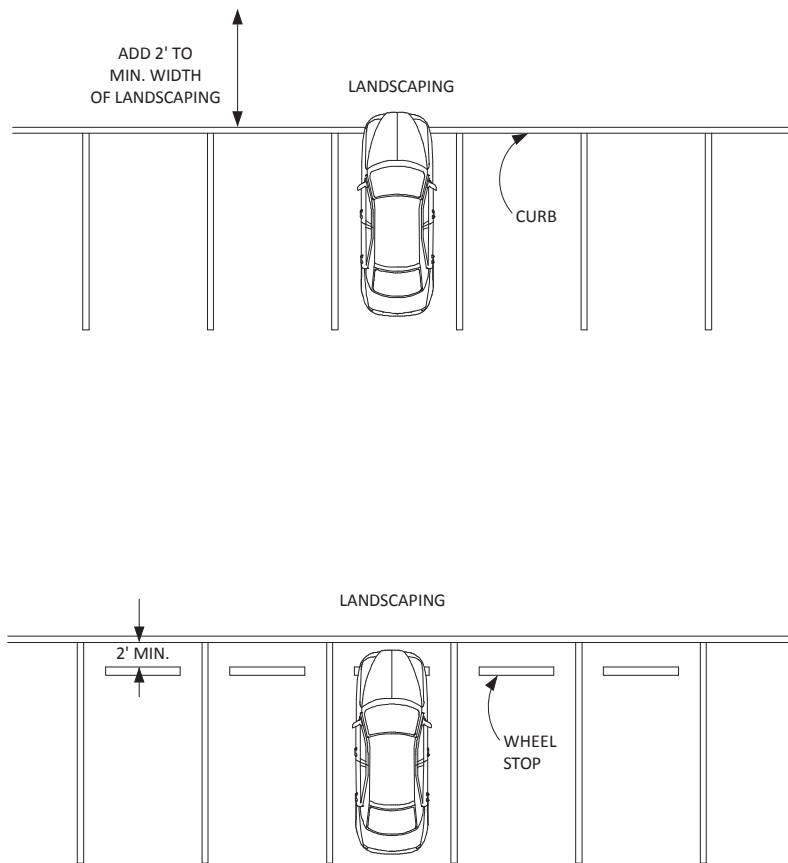 ADD 2' TO
MIN. WIDTH
OF LANDSCAPING
LANDSCAPING
CURB
LANDSCAPING
2' MIN.
WHEEL
STOP